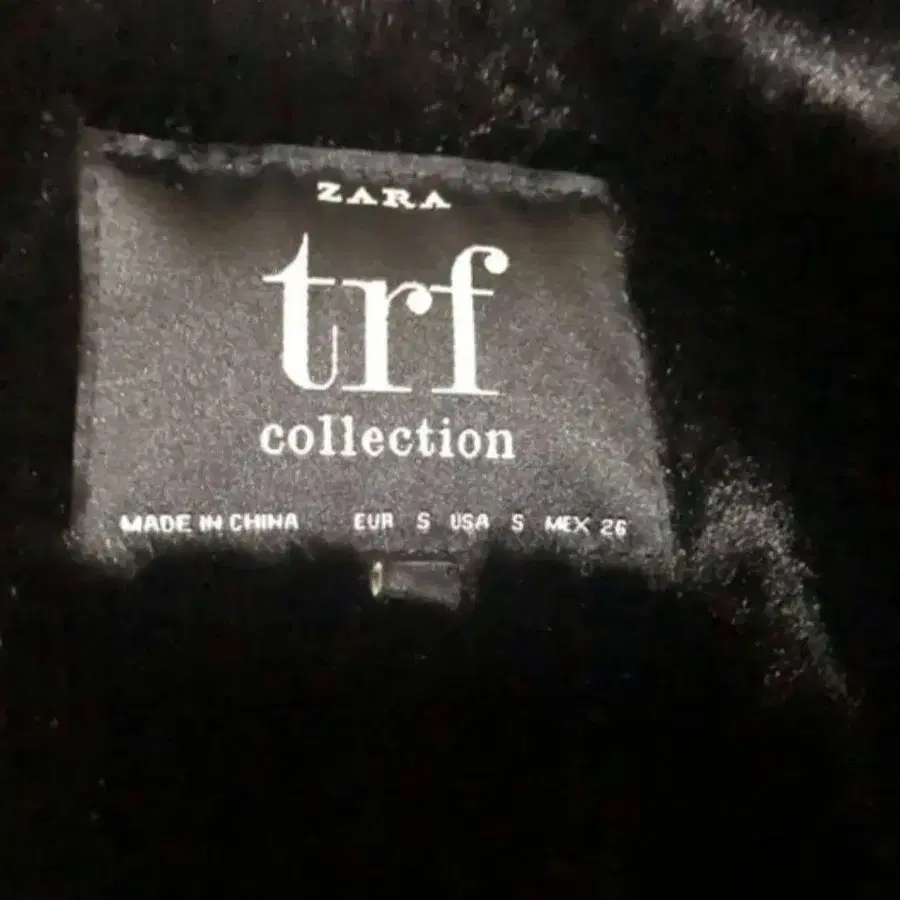 ZARA
trf
collection
MADE IN CHINA EUR S USA S MEX 26